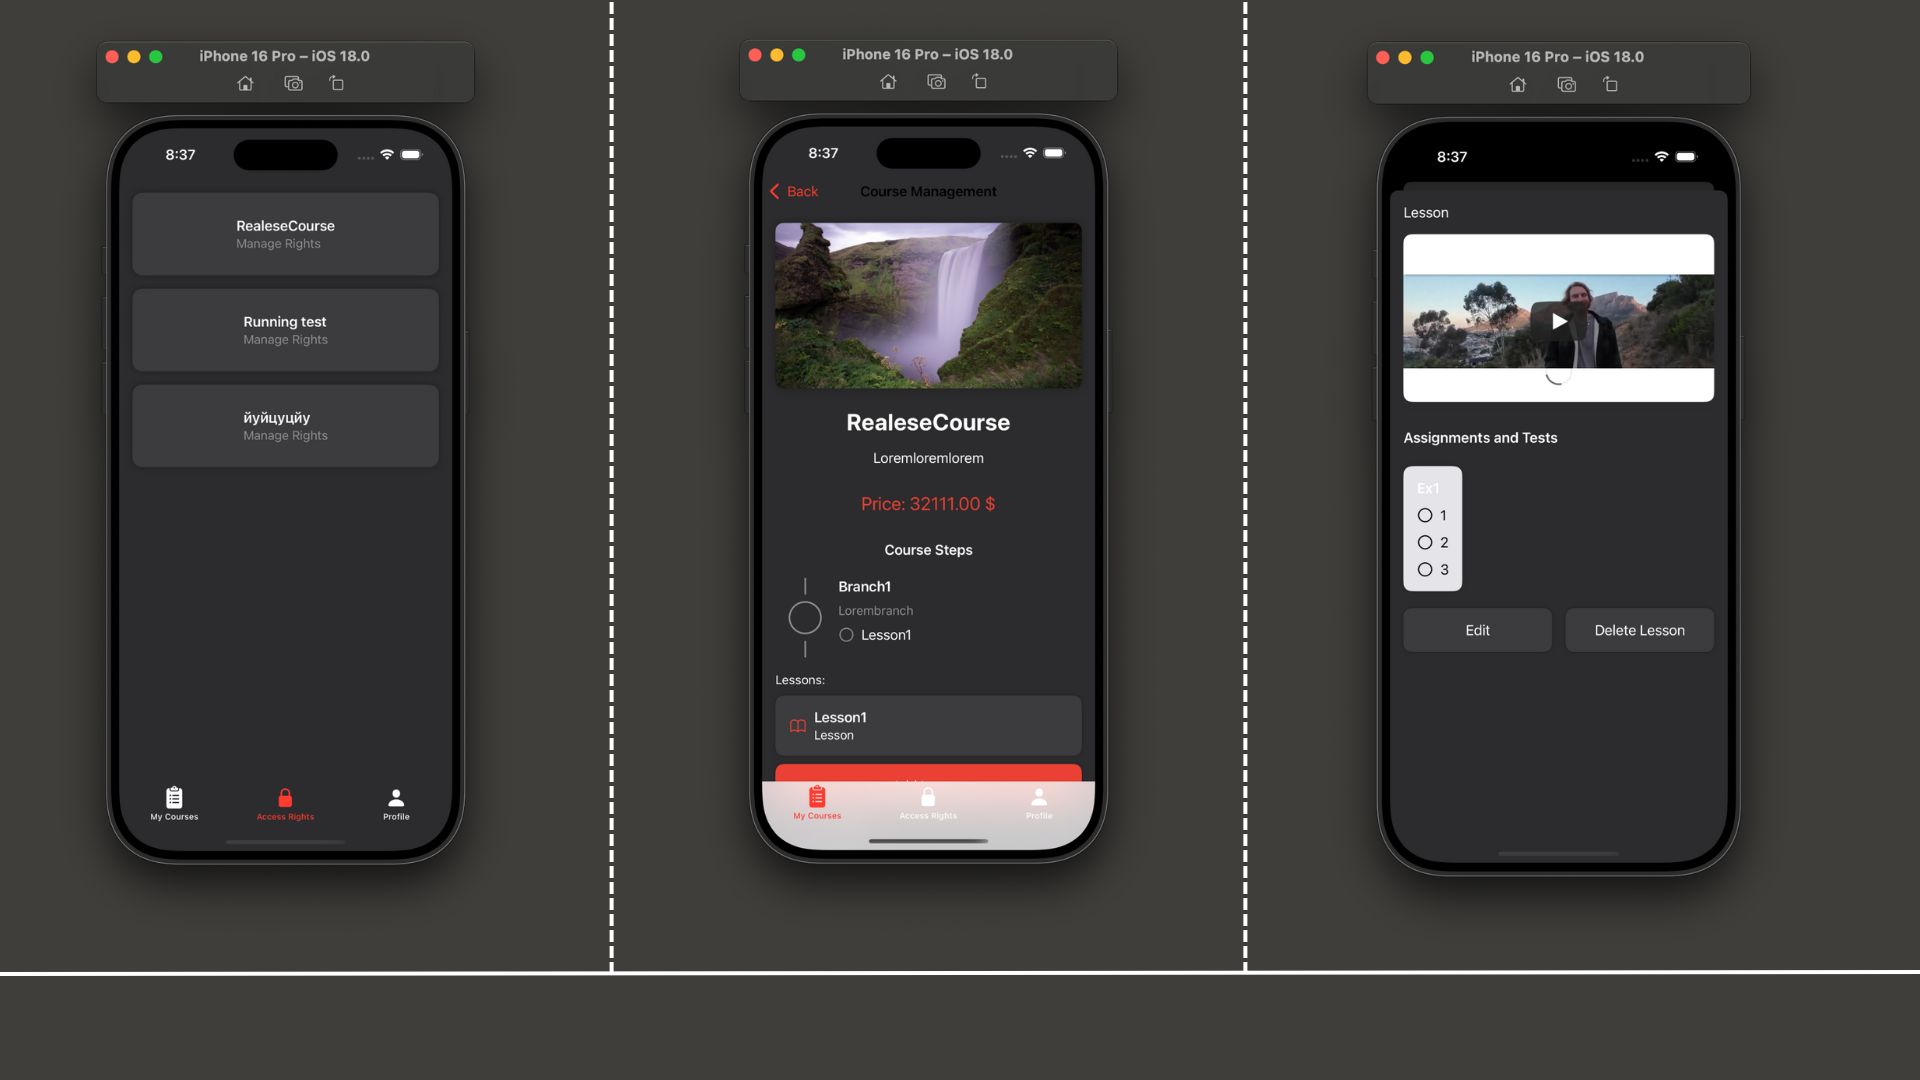 iPhone 16 Pro – iOS 18.0
8:37
RealeseCourse
Manage Rights
Running test
Manage Rights
йуйцуцйу
Manage Rights
My Courses
Access Rights
Profile
iPhone 16 Pro – iOS 18.0
8:37
Back
Course Management
RealeseCourse
Loremloremlorem
Price: 32111.00 $
Course Steps
Branch1
Lorembranch
Lesson1
Lessons:
Lesson1
Lesson
My Courses
Access Rights
Profile
iPhone 16 Pro – iOS 18.0
8:37
Lesson
Assignments and Tests
Ex1
1
2
3
Edit
Delete Lesson